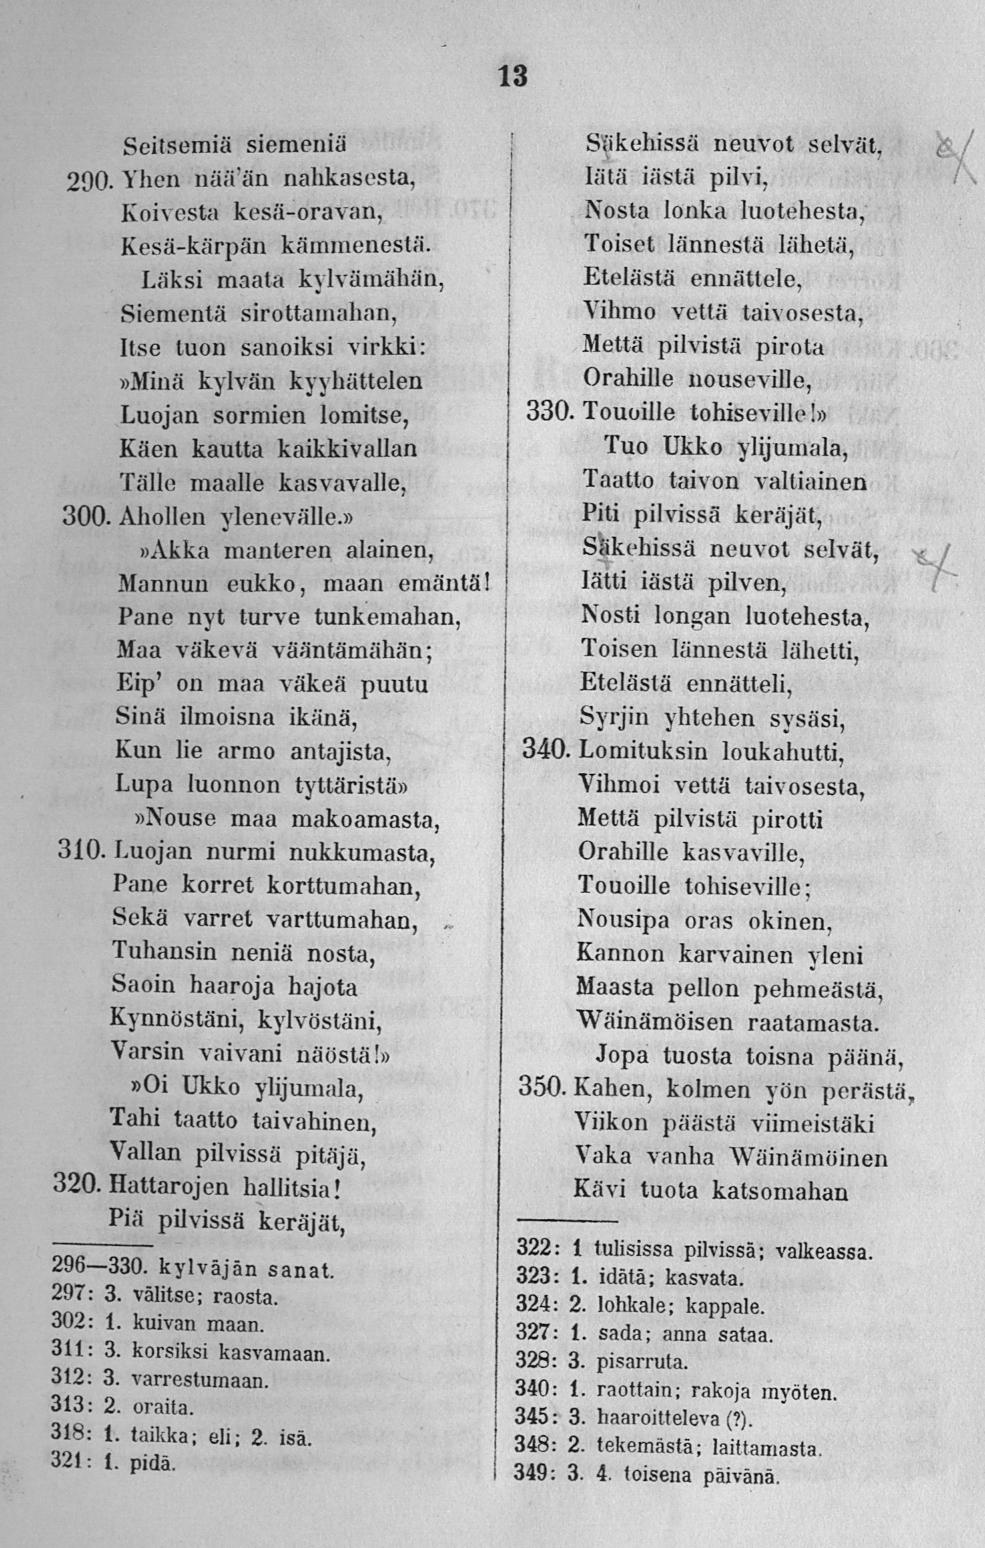 13
Seitsemiä siemeniä
290. Yhen nää'än nahkasesta,
Koivesta kesä-oravan,
Kesä-kärpän kämmenestä.
Läksi maata kylvämähän,
Siementä sirottamahan,
Itse tuon sanoiksi virkki:
»Minä kylvän kyyhättelen
Luojan sormien lomitse,
Käen kautta kaikkivallan
Tälle maalle kasvavalle,
300. Ahollen ylenevälle.»
»Akka manteren alainen,
Mannun eukko, maan emäntä!
Pane nyt turve tunkemahan,
Maa väkevä vääntämähän;
Eip' on maa väkeä puutu
Sinä ilmoisna ikänä,
Kun lie armo antajista,
Lupa luonnon tyttäristä»
»Nouse maa makoamasta,
310. Luojan nurmi nukkumasta,
Pane korret korttumahan,
Sekä varret varttumahan,
Tuhansin neniä nosta,
Saoin haaroja hajota
Kynnöstäni, kylvöstäni,
Varsin vaivani näöstä!»
»Oi Ukko ylijumala,
Tahi taatto taivahinen,
Vallan pilvissä pitäjä,
320. Hattarojen hallitsia!
Piä pilvissä keräjät,
296—330. kylväjän sanat.
297: 3. välitse; raosta.
302: 1. kuivan maan.
311: 3. korsiksi kasvamaan.
312: 3. varrestumaan.
313: 2. oraita.
318: 1. taikka; eli; 2. isä.
321: 1. pidä.
Säkehissä neuvot selvät,
Iätä iästä pilvi,
Nosta lonka luotehesta,
Toiset lännestä lähetä,
Etelästä ennättele,
Vihmo vettä taivosesta,
Mettä pilvistä pirota
Orahille nouseville,
330. Touoille tohiseville!»
Tuo Ukko ylijumala,
Taatto taivon valtiainen
Piti pilvissä keräjät,
Säkehissä neuvot selvät,
Iätti iästä pilven,
Nosti longan luotehesta,
Toisen lännestä lähetti,
Etelästä ennätteli,
Syrjin yhtehen sysäsi,
340. Lomituksin loukahutti,
Vihmoi vettä taivosesta,
Mettä pilvistä pirotti
Orahille kasvaville,
Touoille tohiseville;
Nousipa oras okinen,
Kannon karvainen yleni
Maasta pellon pehmeästä,
Wäinämöisen raatamasta.
Jopa tuosta toisna päänä,
350. Kahen, kolmen yön perästä,
Viikon päästä viimeistäki
Vaka vanha Wäinämöinen
Kävi tuota katsomahan
322: 1 tulisissa pilvissä; valkeassa.
323: 1. idätä; kasvata.
324: 2. lohkale; kappale.
327: 1. sada; anna sataa.
328: 3. pisarruta.
340: 1. raottain; rakoja myöten.
345: 3. haaroitteleva (?).
348: 2. tekemästä; laittamasta.
349: 3. 4. toisena päivänä.